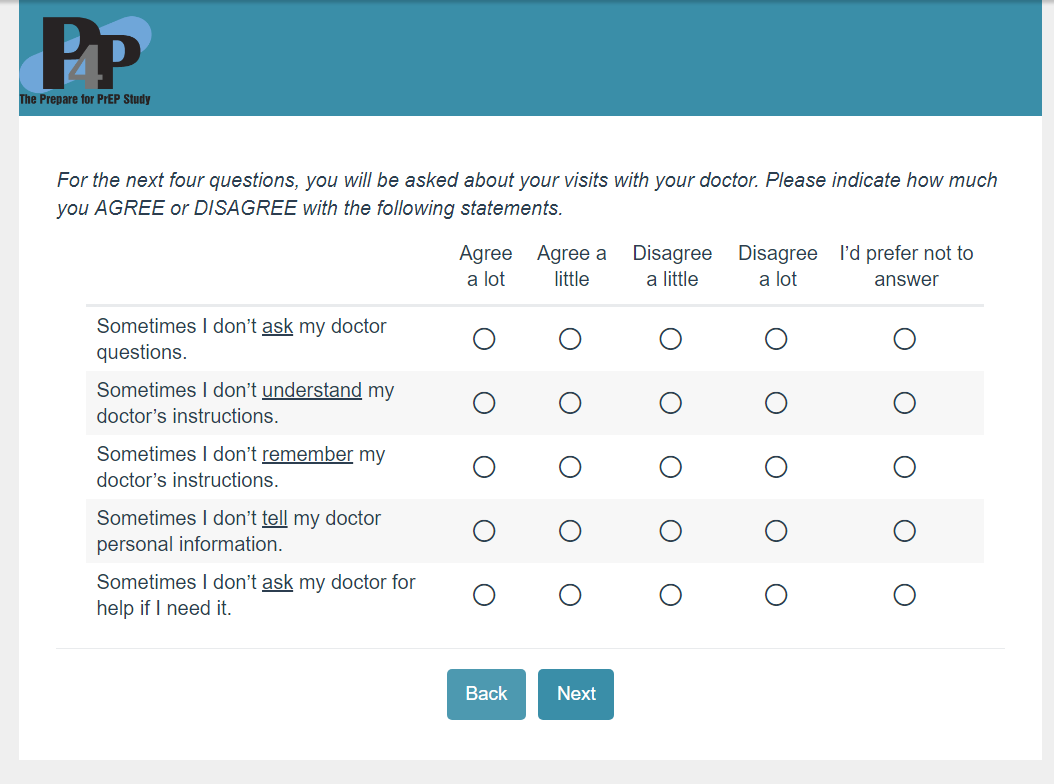 P4P
The Prepare for PrEP Study
For the next four questions, you will be asked about your visits with your doctor. Please indicate how much
you AGREE or DISAGREE with the following statements.
Agree a lot
Agree a little
Disagree a little
Disagree a lot
I’d prefer not to answer
Sometimes I don’t ask my doctor
questions.
Sometimes I don’t understand my
doctor’s instructions.
Sometimes I don’t remember my
doctor’s instructions.
Sometimes I don’t tell my doctor
personal information.
Sometimes I don’t ask my doctor for
help if I need it.
Back
Next